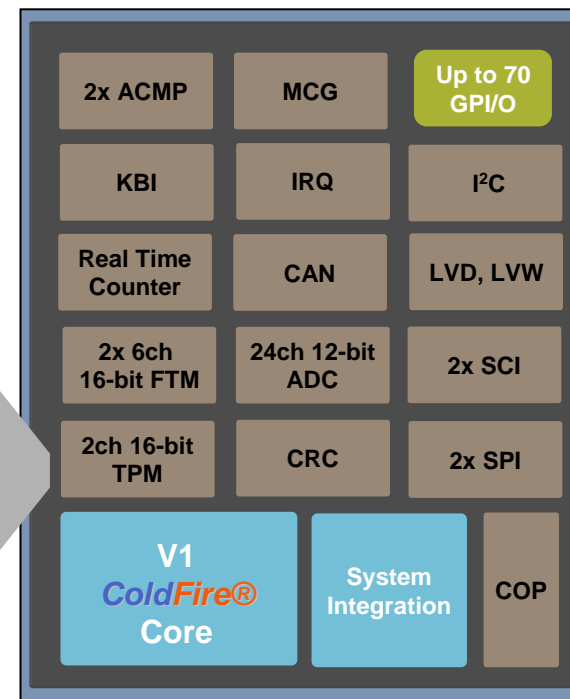 2x ACMP
MCG
Up to 70
GPI/O
KBI
IRQ
I²C
Real Time
Counter
CAN
LVD, LVW
2x 6ch
16-bit FTM
24ch 12-bit
ADC
2x SCI
2ch 16-bit
TPM
CRC
2x SPI
V1
ColdFire®
Core
System
Integration
COP